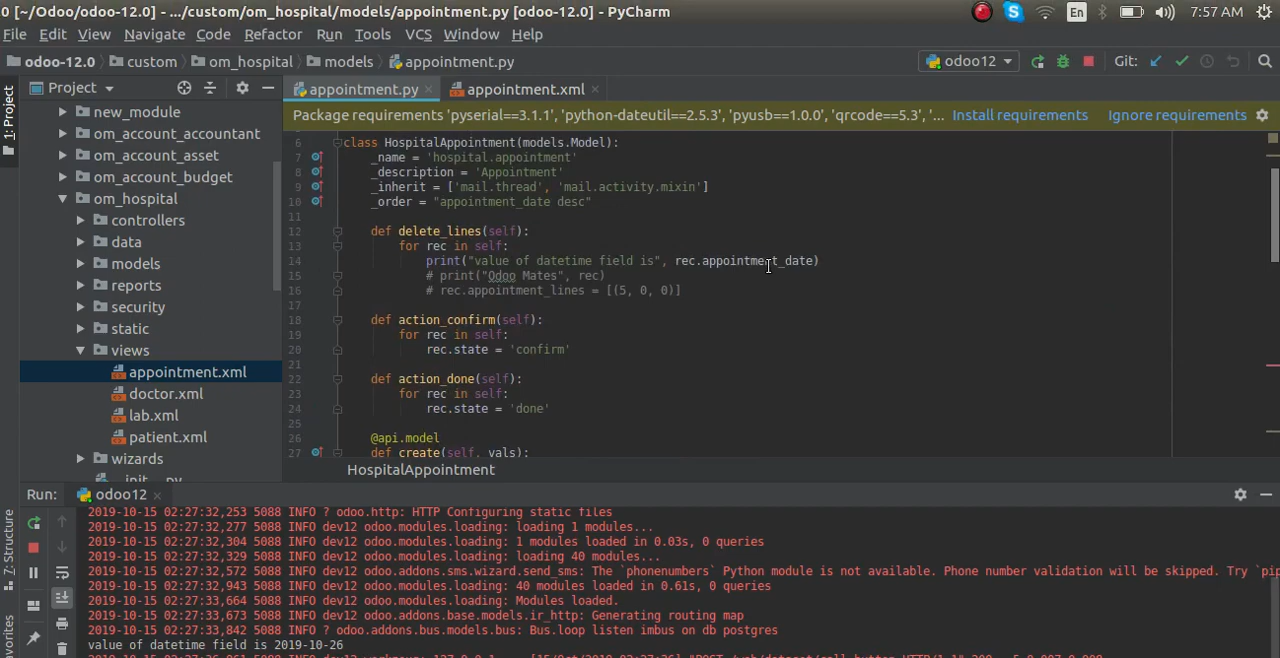 0 [~/Odoo/odoo-12.0] - .../custom/om_hospital/models/appointment.py [odoo-12.0] - PyCharm
En
7:57 AM
File Edit View Navigate Code Refactor Run Tools VCS Window Help
odoo-12.0 custom om_hospital models appointment.py
odoo12
Git:
1: Project
Project
appointment.py
appointment.xml
new_module
om_account_accountant
om_account_asset
om_account_budget
om_hospital
controllers
data
models
reports
security
static
views
appointment.xml
doctor.xml
lab.xml
patient.xml
wizards
Package requirements 'pyserial==3.1.1', 'python-dateutil==2.5.3', 'pyusb==1.0.0', 'qrcode==5.3', '... Install requirements Ignore requirements
6 class HospitalAppointment(models.Model):
7 _name = 'hospital.appointment'
8 _description = 'Appointment'
9 _inherit = ['mail.thread', 'mail.activity.mixin']
10 _order = "appointment_date desc"
11
12 def delete_lines(self):
13 for rec in self:
14 print("value of datetime field is", rec.appointment_date)
15 # print("Odoo Mates", rec)
16 # rec.appointment_lines = [(5, 0, 0)]
17
18 def action_confirm(self):
19 for rec in self:
20 rec.state = 'confirm'
21
22 def action_done(self):
23 for rec in self:
24 rec.state = 'done'
25
26 @api.model
27 def create(self, vals):
HospitalAppointment
Run: odoo12
7: Structure
avorites
2019-10-15 02:27:32,253 5088 INFO ? odoo.http: HTTP Configuring static files
2019-10-15 02:27:32,277 5088 INFO dev12 odoo.modules.loading: loading 1 modules...
2019-10-15 02:27:32,304 5088 INFO dev12 odoo.modules.loading: 1 modules loaded in 0.03s, 0 queries
2019-10-15 02:27:32,329 5088 INFO dev12 odoo.modules.loading: loading 40 modules...
2019-10-15 02:27:32,572 5088 INFO dev12 odoo.addons.sms.wizard.send_sms: The `phonenumbers` Python module is not available. Phone number validation will be skipped. Try `pip
2019-10-15 02:27:32,943 5088 INFO dev12 odoo.modules.loading: 40 modules loaded in 0.61s, 0 queries
2019-10-15 02:27:33,664 5088 INFO dev12 odoo.modules.loading: Modules loaded.
2019-10-15 02:27:33,673 5088 INFO dev12 odoo.addons.base.models.ir_http: Generating routing map
2019-10-15 02:27:33,842 5088 INFO ? odoo.addons.bus.models.bus: Bus.loop listen imbus on db postgres
value of datetime field is 2019-10-26